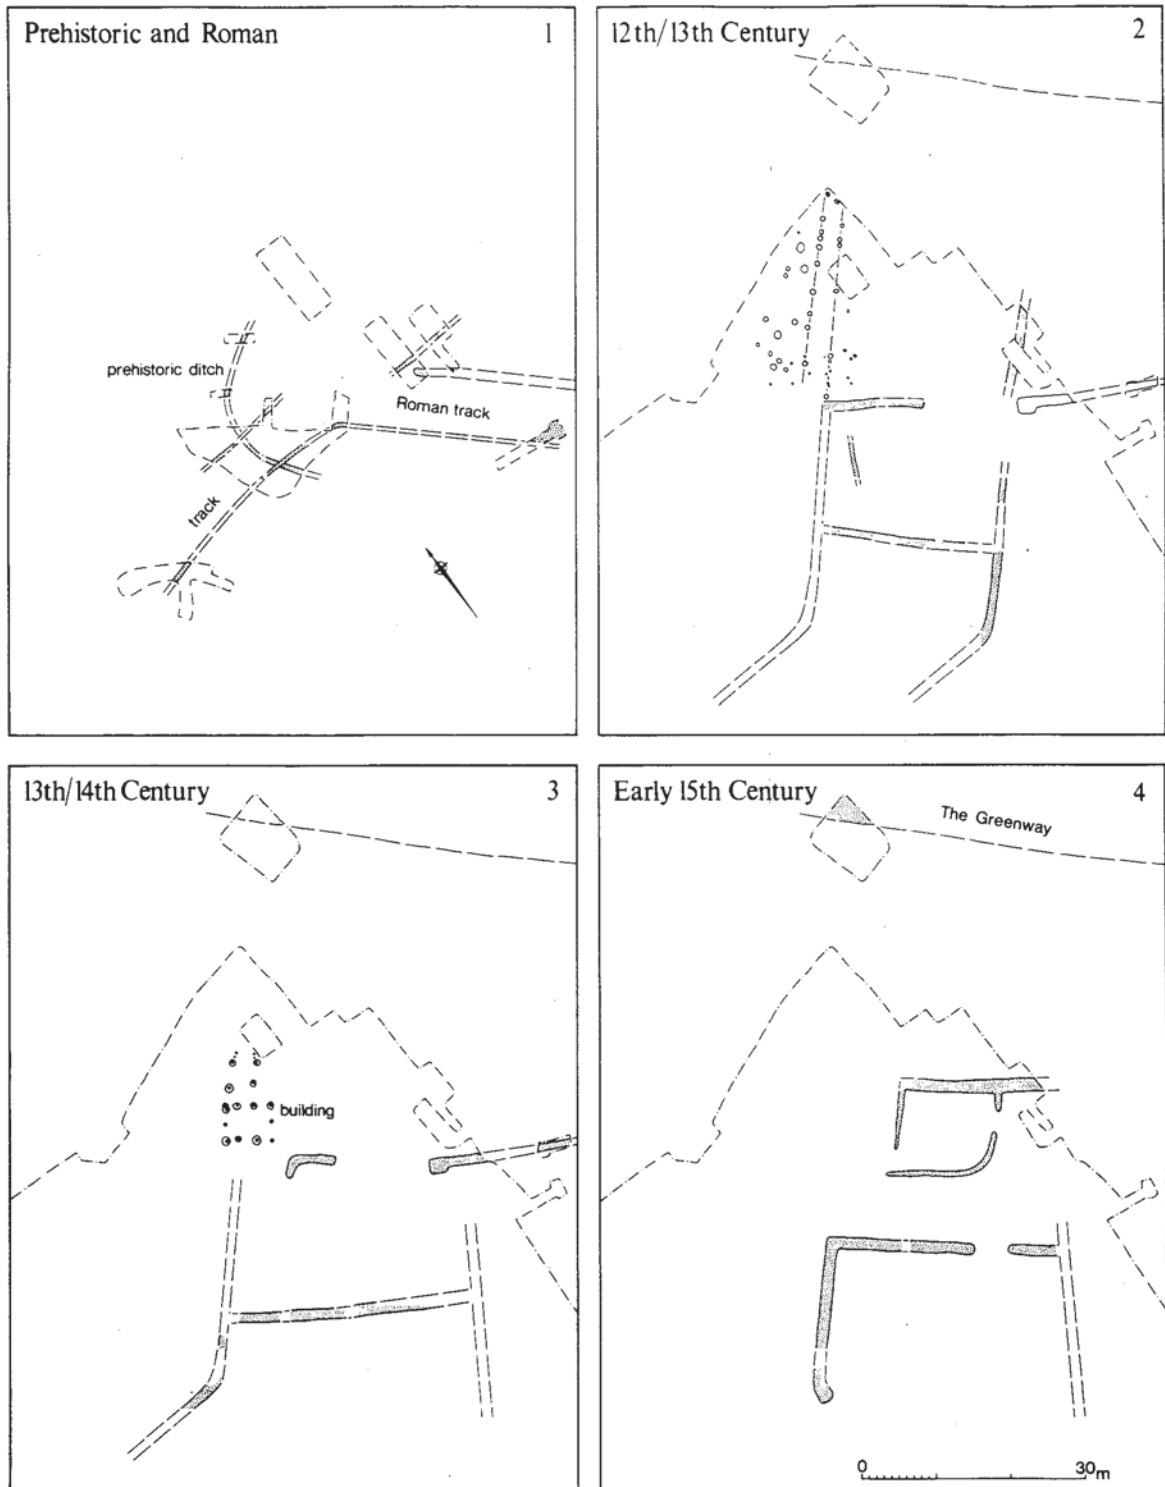 Prehistoric and Roman 1
prehistoric ditch
Roman track
track
12th/13th Century 2
13th/14th Century 3
building
Early 15th Century 4
The Greenway
0 30m